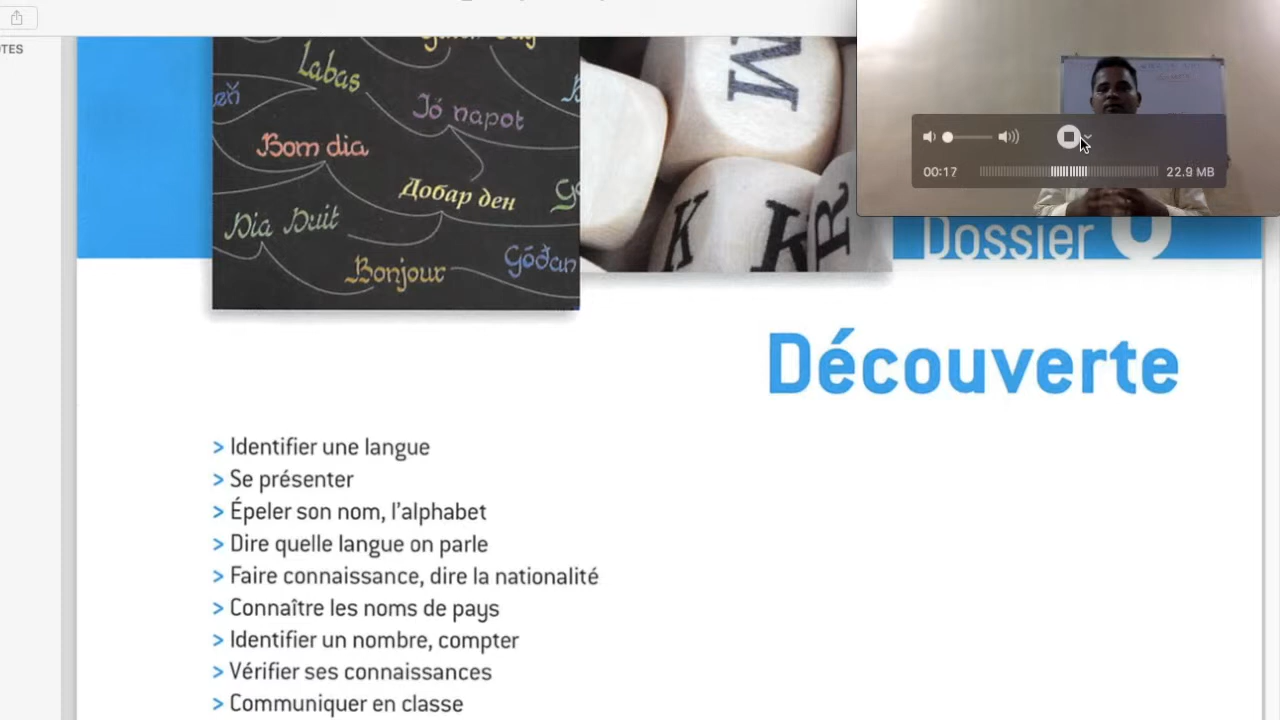 TES
Labas
Jó napot
Bom dia
Добар ден
Dia Duit
Bonjour
Góðan
M
K
K
R
00:17
22.9 MB
Dossier 0
Découverte
> Identifier une langue
> Se présenter
> Épeler son nom, l'alphabet
> Dire quelle langue on parle
> Faire connaissance, dire la nationalité
> Connaître les noms de pays
> Identifier un nombre, compter
> Vérifier ses connaissances
> Communiquer en classe